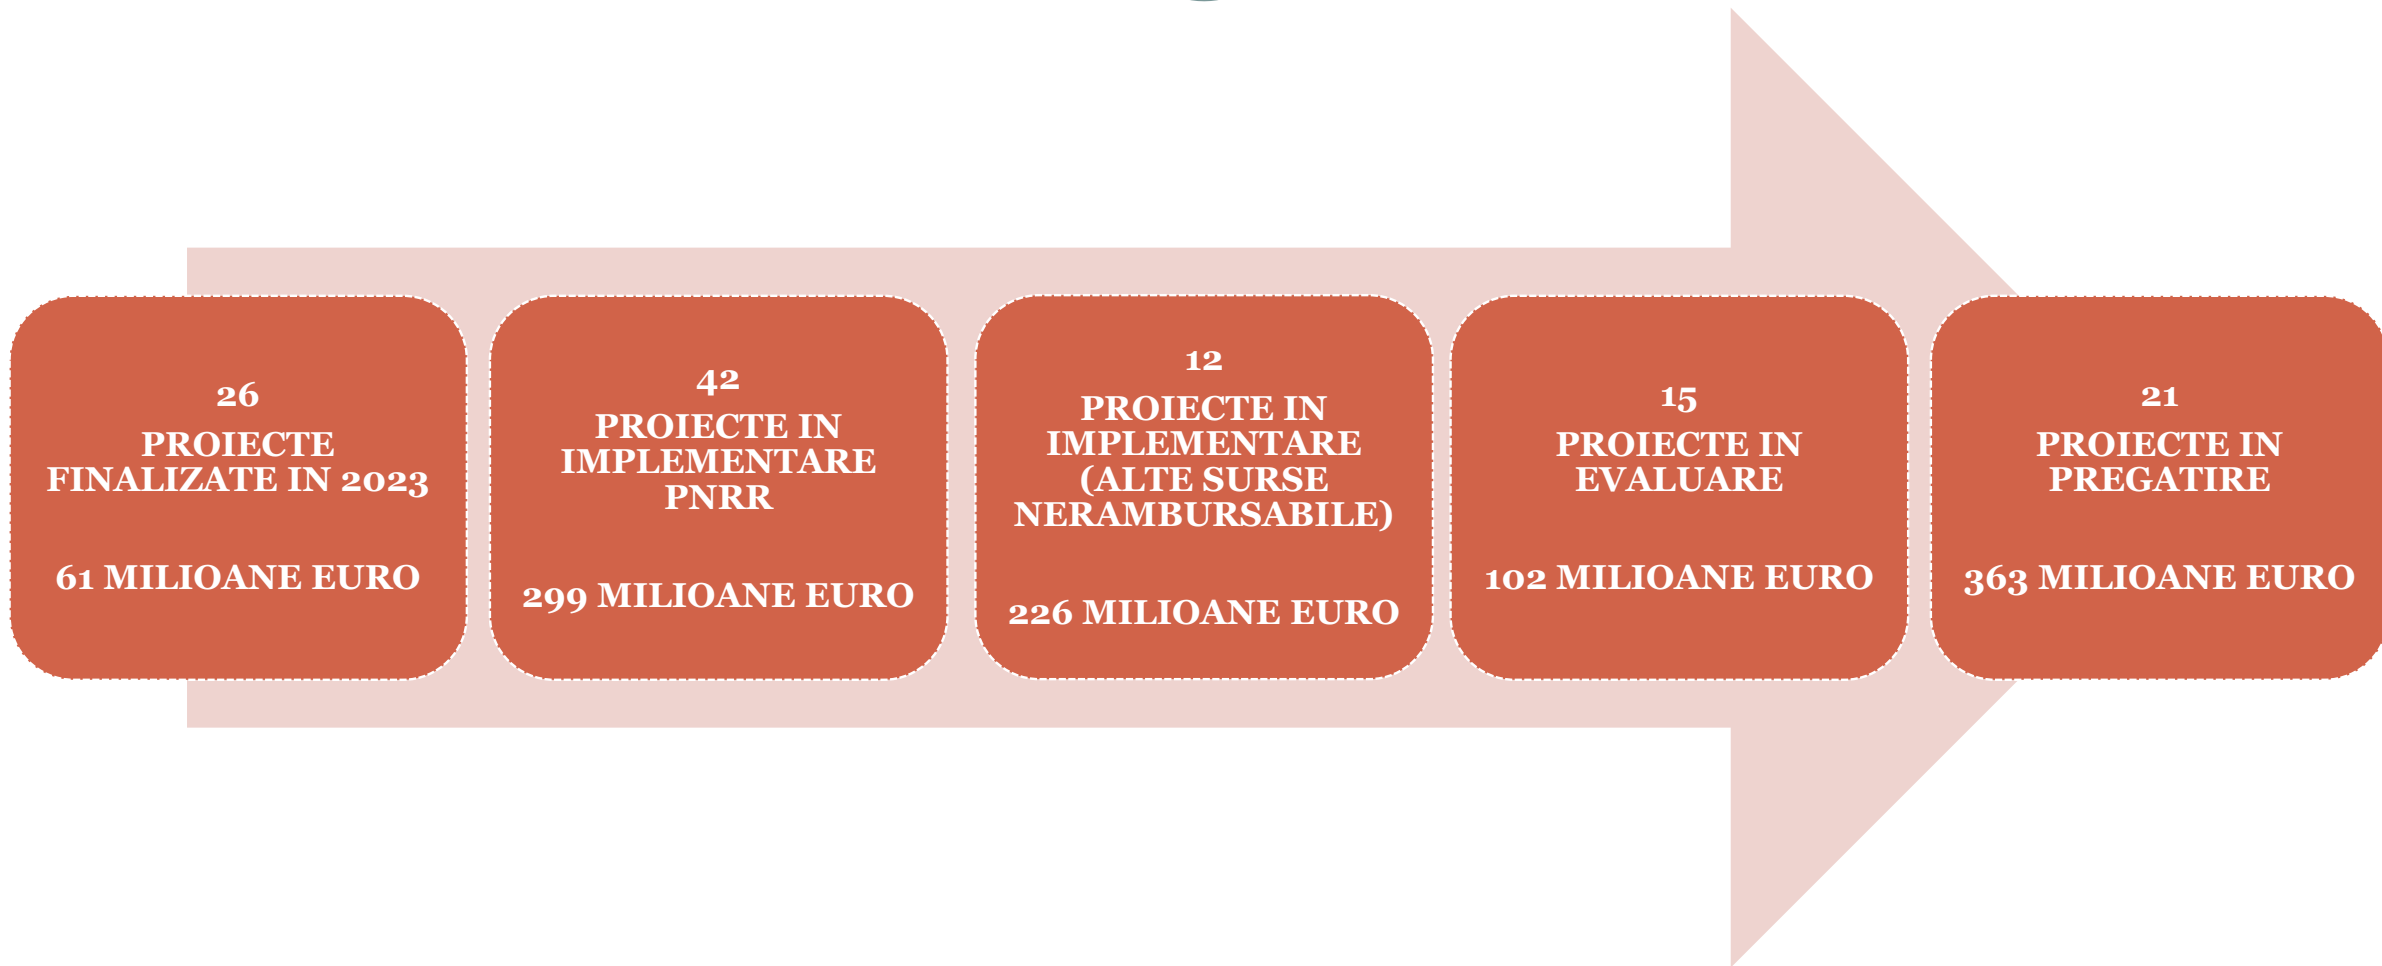 26
PROIECTE
FINALIZATE IN 2023
61 MILIOANE EURO
42
PROIECTE IN
IMPLEMENTARE
PNRR
299 MILIOANE EURO
12
PROIECTE IN
IMPLEMENTARE
(ALTE SURSE
NERAMBURSABILE)
226 MILIOANE EURO
15
PROIECTE IN
EVALUARE
102 MILIOANE EURO
21
PROIECTE IN
PREGATIRE
363 MILIOANE EURO